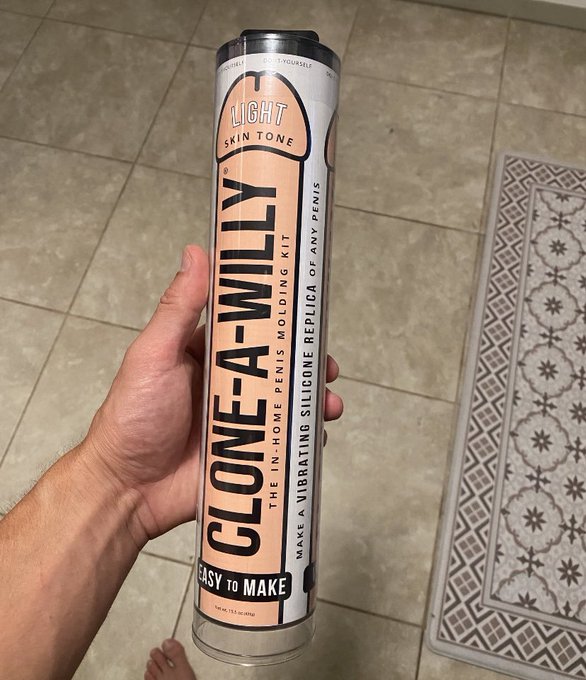 DO-IT-YOURSELF
LIGHT
SKIN TONE
CLONE-A-WILLY®
THE IN-HOME PENIS MOLDING KIT
MAKE A VIBRATING SILICONE REPLICA OF ANY PENIS
EASY TO MAKE